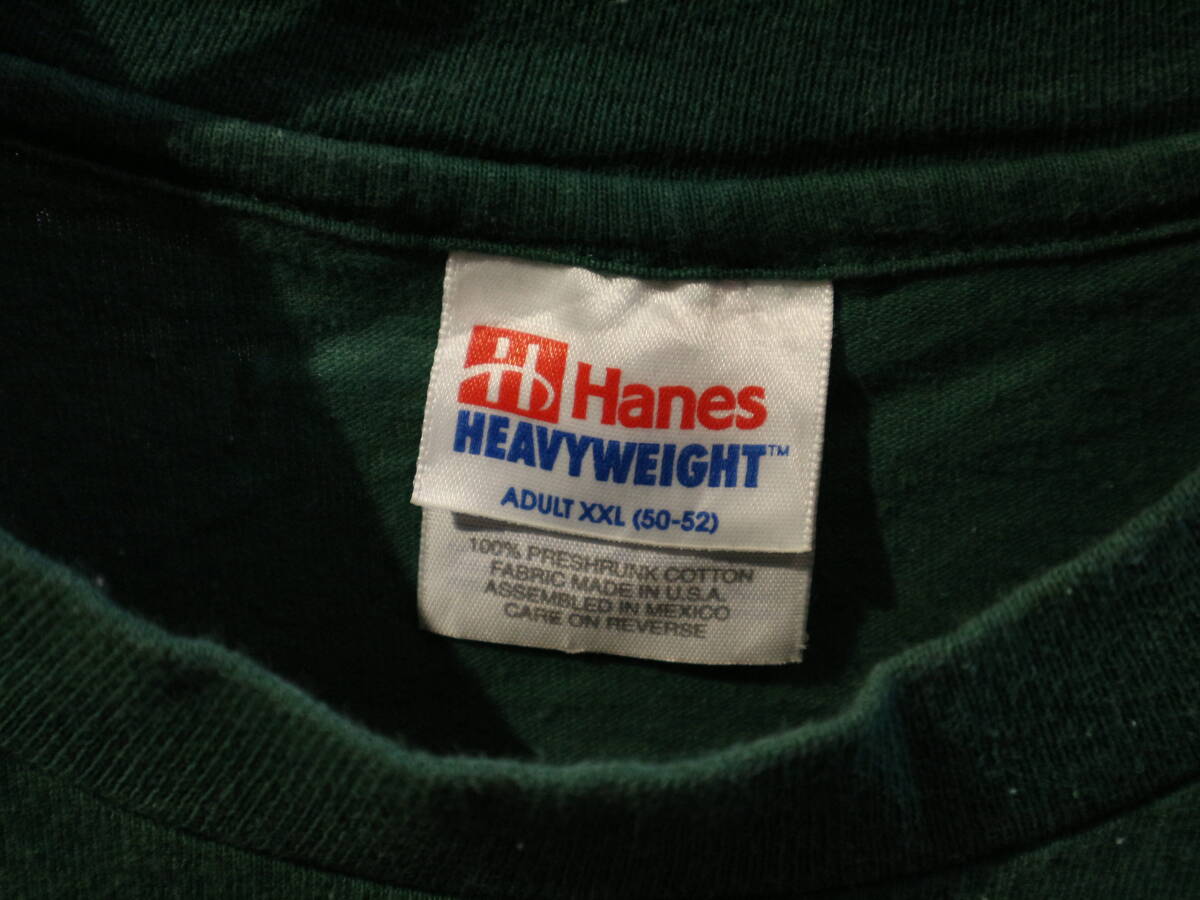 Hanes
HEAVYWEIGHT™
ADULT XXL (50-52)
100% PRESHRUNK COTTON
FABRIC MADE IN U.S.A.
ASSEMBLED IN MEXICO
CARE ON REVERSE